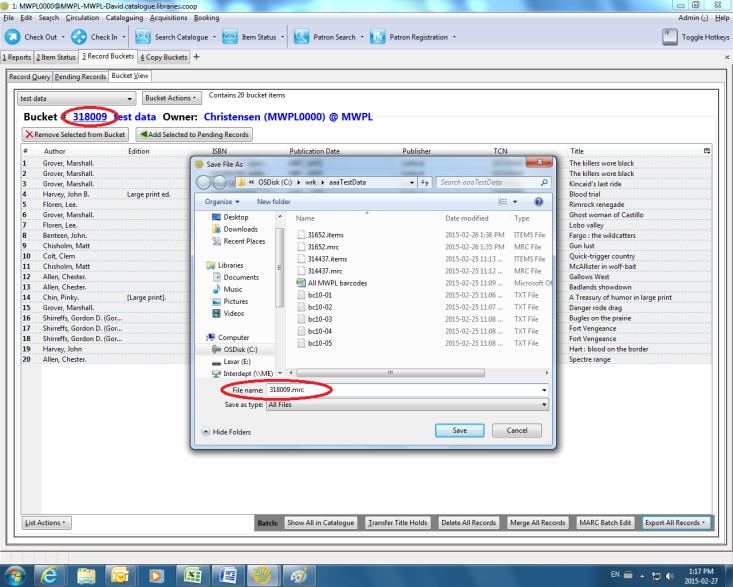 1: MWPL0000@MWPL-MWPL-David.catalogue.libraries.coop
File Edit Search Circulation Cataloguing Acquisitions Booking Admin (-) Help
Check Out Check In Search Catalogue Item Status Patron Search Patron Registration Toggle Hotkeys
1 Reports 2 Item Status 3 Record Buckets 4 Copy Buckets +
Record Query Pending Records Bucket View
test data Bucket Actions Contains 20 bucket items
Bucket # 318009 test data Owner: Christensen (MWPL0000) @ MWPL
Remove Selected from Bucket Add Selected to Pending Records
# Author Edition ISBN Publication Date Publisher TCN Title
1 Grover, Marshall. The killers wore black
2 Grover, Marshall. The killers wore black
3 Grover, Marshall. Kincaid's last ride
4 Harvey, John B. Large print ed. Blood trial
5 Floren, Lee. Rimrock renegade
6 Grover, Marshall. Ghost woman of Castillo
7 Floren, Lee. Lobo valley
8 Benteen, John. Fargo : the wildcatters
9 Chisholm, Matt Gun lust
10 Colt, Clem Quick-trigger country
11 Chisholm, Matt McAllister in wolf-bait
12 Allen, Chester. Gallows West
13 Allen, Chester. Badlands showdown
14 Chin, Pinky. [Large print]. A Treasury of humor in large print
15 Grover, Marshall. Danger rode drag
16 Shirreffs, Gordon D. (Gor... Bugles on the prairie
17 Shirreffs, Gordon D. (Gor... Fort Vengeance
18 Shirreffs, Gordon D. (Gor... Fort Vengeance
19 Harvey, John Hart : blood on the border
20 Allen, Chester. Spectre range
Save File As
« OSDisk (C:) wrk aaaTestData Search aaaTestData
Organize New folder
Desktop
Downloads
Recent Places
Libraries
Documents
Music
Pictures
Videos
Computer
OSDisk (C:)
Lexar (E:)
Interdept (\\ME)
Name Date modified Type
31652.items 2015-02-26 1:36 PM ITEMS File
31652.mrc 2015-02-26 1:35 PM MRC File
314437.items 2015-02-25 11:13 ... ITEMS File
314437.mrc 2015-02-25 11:12 ... MRC File
All MWPL barcodes 2015-02-25 11:09 ... Microsoft Of
bc10-01 2015-02-25 11:06 ... TXT File
bc10-02 2015-02-25 11:07 ... TXT File
bc10-03 2015-02-25 11:08 ... TXT File
bc10-04 2015-02-25 11:08 ... TXT File
bc10-05 2015-02-25 11:08 ... TXT File
File name: 318009.mrc
Save as type: All Files
Hide Folders Save Cancel
List Actions Batch: Show All in Catalogue Transfer Title Holds Delete All Records Merge All Records MARC Batch Edit Export All Records
EN 1:17 PM
2015-02-27